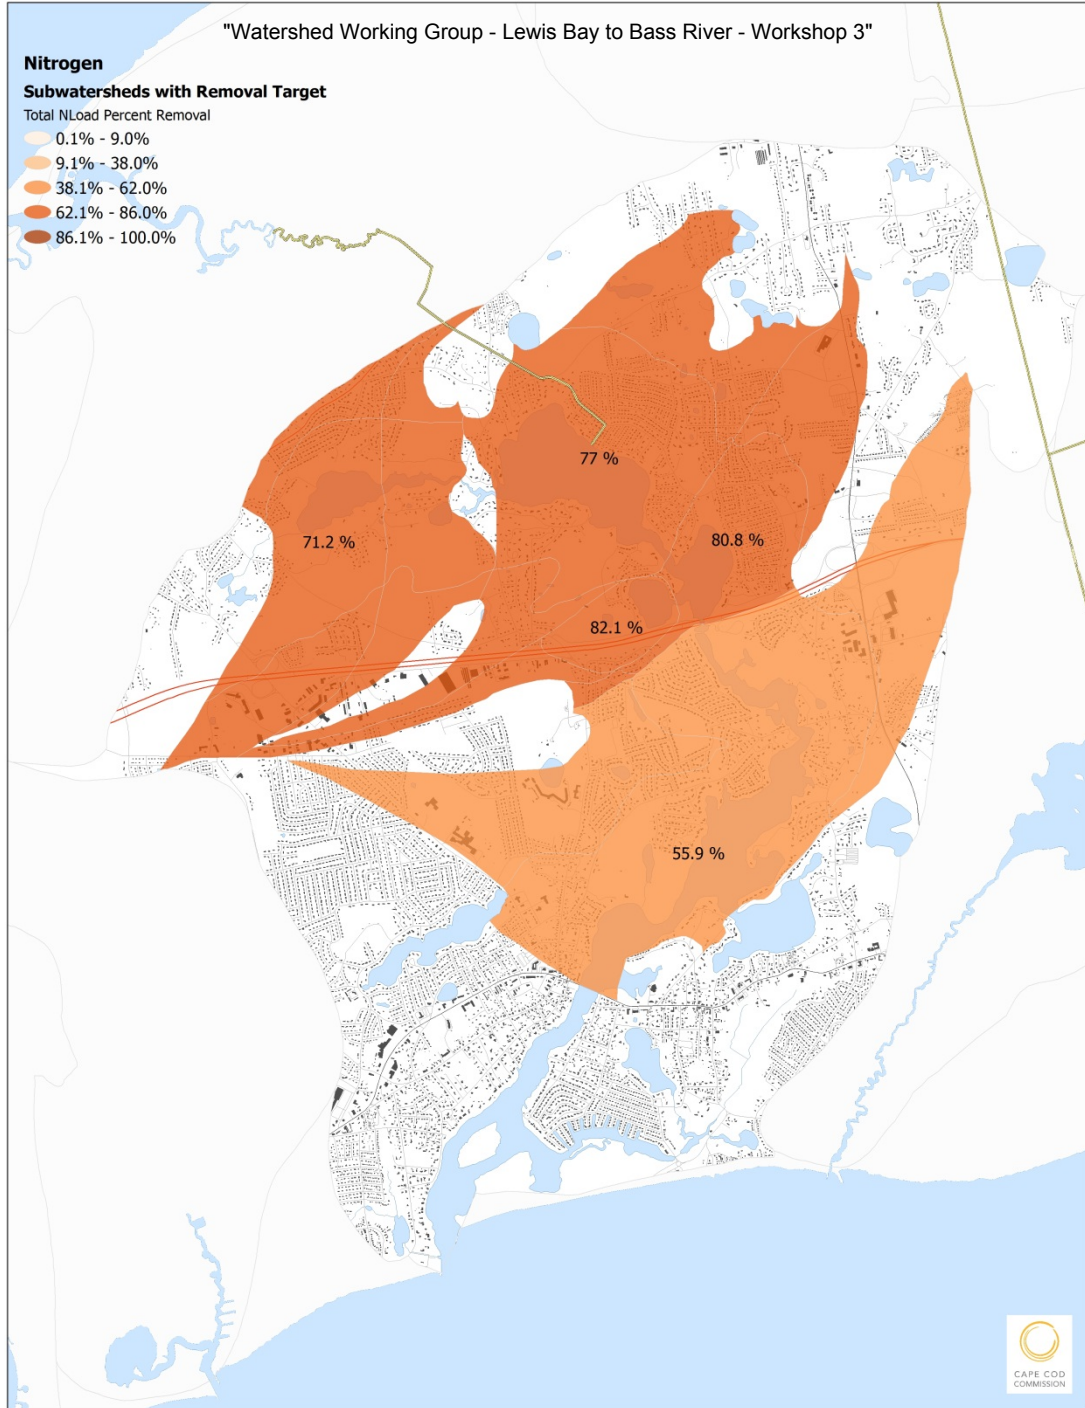 "Watershed Working Group - Lewis Bay to Bass River - Workshop 3"
Nitrogen
Subwatersheds with Removal Target
Total NLoad Percent Removal
0.1% - 9.0%
9.1% - 38.0%
38.1% - 62.0%
62.1% - 86.0%
86.1% - 100.0%
77 %
71.2 %
80.8 %
82.1 %
55.9 %
CAPE COD
COMMISSION